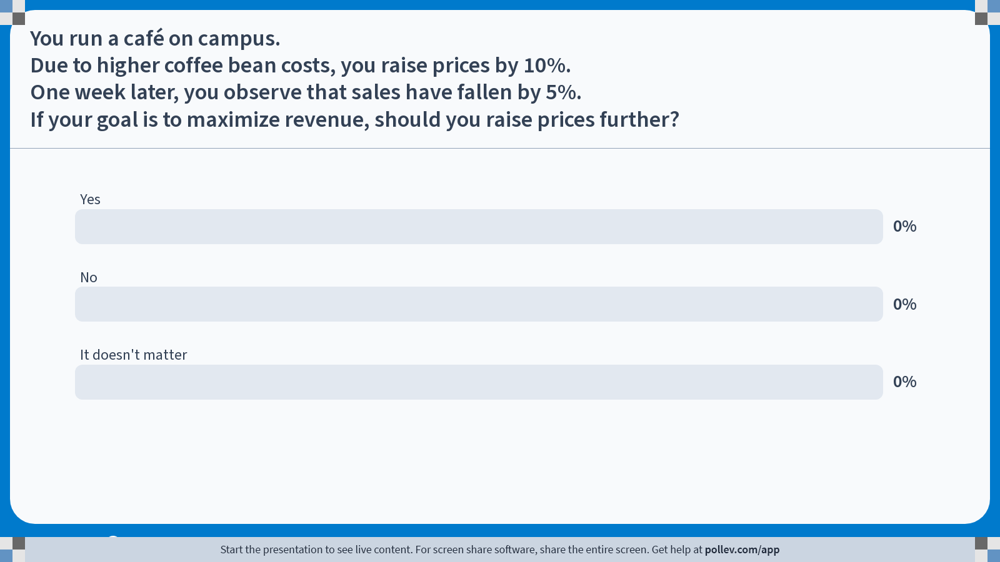 You run a café on campus.
Due to higher coffee bean costs, you raise prices by 10%.
One week later, you observe that sales have fallen by 5%.
If your goal is to maximize revenue, should you raise prices further?
Yes
0%
No
0%
It doesn't matter
0%
Start the presentation to see live content. For screen share software, share the entire screen. Get help at pollev.com/app